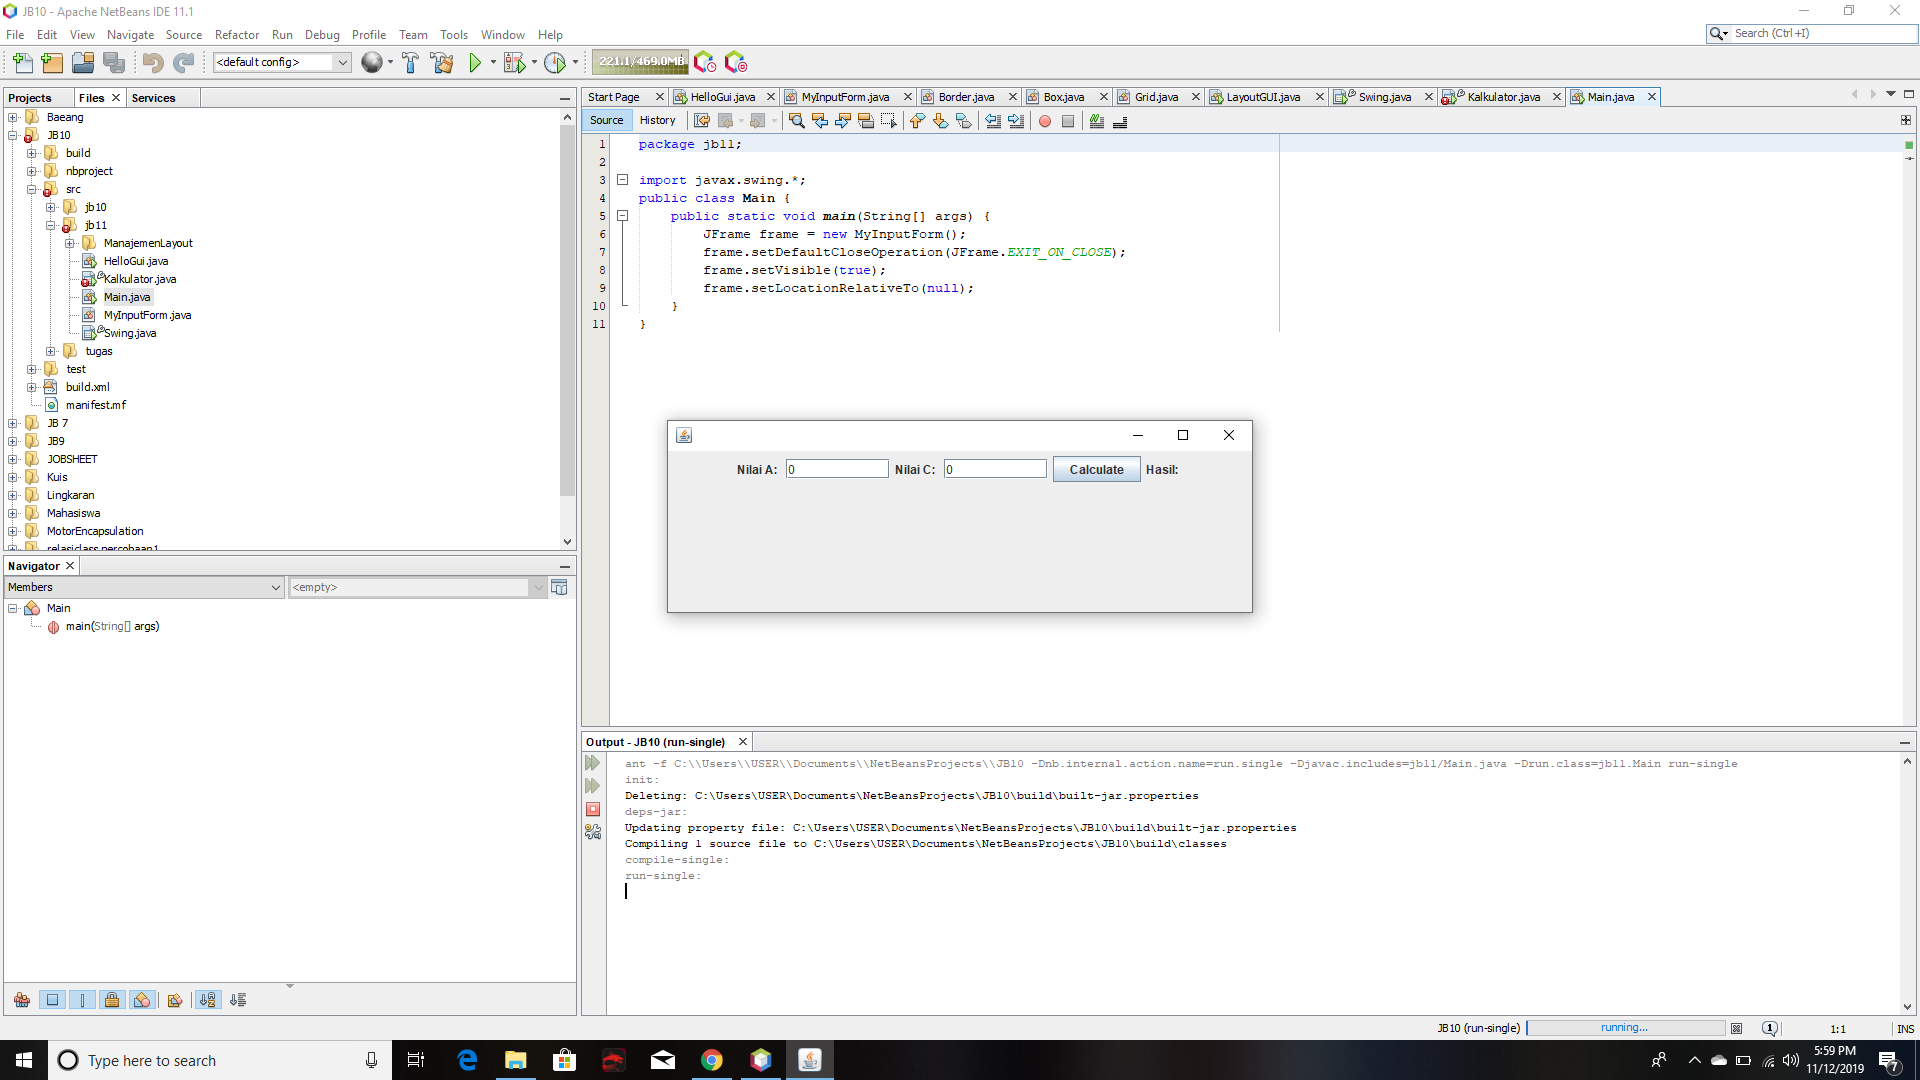 JB10 - Apache NetBeans IDE 11.1
File Edit View Navigate Source Refactor Run Debug Profile Team Tools Window Help
Search (Ctrl+I)
<default config>
221.1/469.0MB
Projects Files Services
Baeang
JB10
build
nbproject
src
jb10
jb11
ManajemenLayout
HelloGui.java
Kalkulator.java
Main.java
MyInputForm.java
Swing.java
tugas
test
build.xml
manifest.mf
JB 7
JB9
JOBSHEET
Kuis
Lingkaran
Mahasiswa
MotorEncapsulation
relasiclass.percobaan1
Navigator
Members <empty>
Main
main(String[] args)
Start Page HelloGui.java MyInputForm.java Border.java Box.java Grid.java LayoutGUI.java Swing.java Kalkulator.java Main.java
Source History
1 package jb11;
2
3 import javax.swing.*;
4 public class Main {
5 public static void main(String[] args) {
6 JFrame frame = new MyInputForm();
7 frame.setDefaultCloseOperation(JFrame.EXIT_ON_CLOSE);
8 frame.setVisible(true);
9 frame.setLocationRelativeTo(null);
10 }
11 }
Nilai A: 0 Nilai C: 0 Calculate Hasil:
Output - JB10 (run-single)
ant -f C:\\Users\\USER\\Documents\\NetBeansProjects\\JB10 -Dnb.internal.action.name=run.single -Djavac.includes=jb11/Main.java -Drun.class=jb11.Main run-single
init:
Deleting: C:\Users\USER\Documents\NetBeansProjects\JB10\build\built-jar.properties
deps-jar:
Updating property file: C:\Users\USER\Documents\NetBeansProjects\JB10\build\built-jar.properties
Compiling 1 source file to C:\Users\USER\Documents\NetBeansProjects\JB10\build\classes
compile-single:
run-single:
JB10 (run-single) running... 1 1:1 INS
Type here to search
5:59 PM
11/12/2019
7